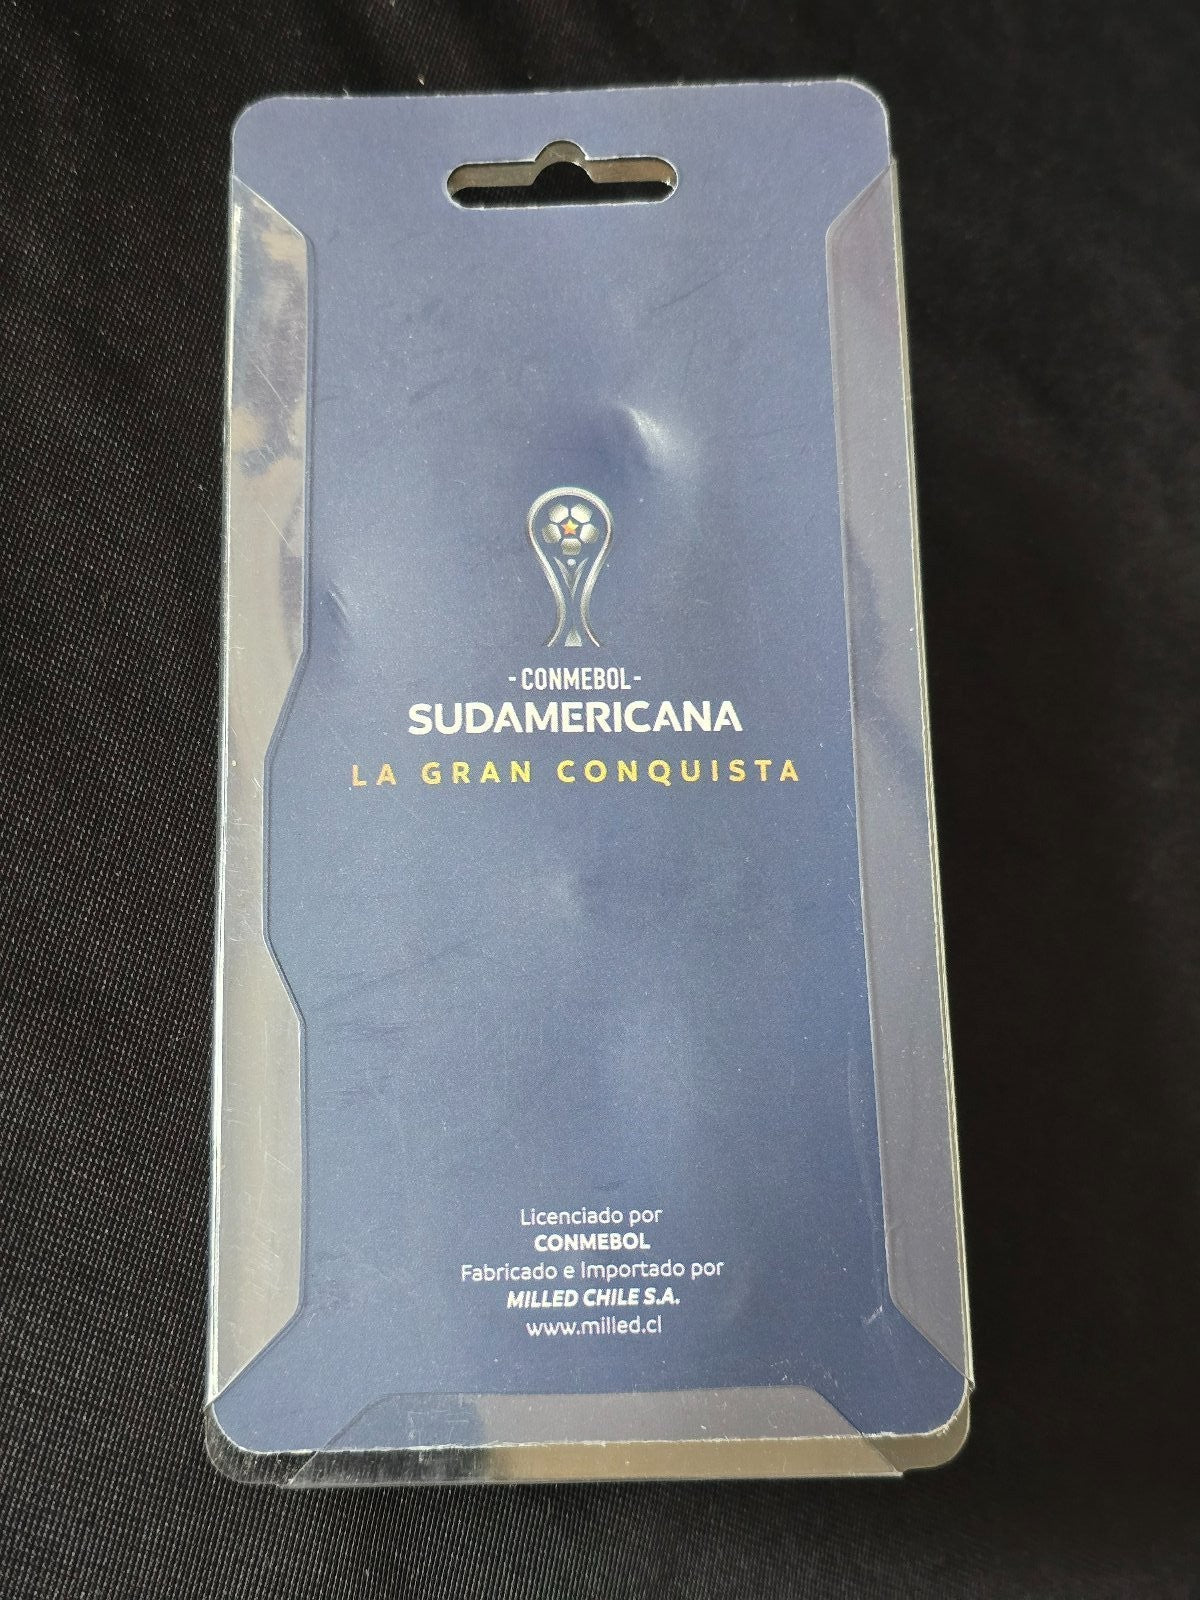 -CONMEBOL-
SUDAMERICANA
LA GRAN CONQUISTA
Licenciado por
CONMEBOL
Fabricado e Importado por
MILLED CHILE S.A.
www.milled.cl